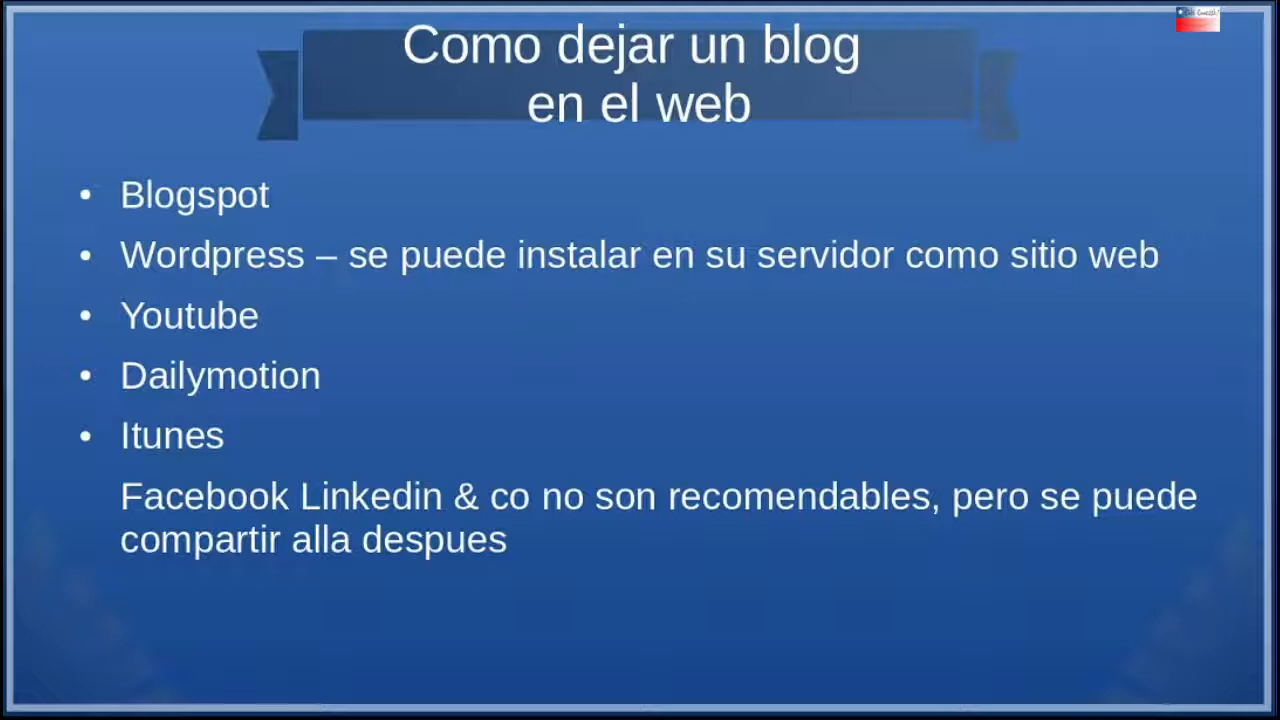 Como dejar un blog
en el web
• Blogspot
• Wordpress – se puede instalar en su servidor como sitio web
• Youtube
• Dailymotion
• Itunes
Facebook Linkedin & co no son recomendables, pero se puede
compartir alla despues